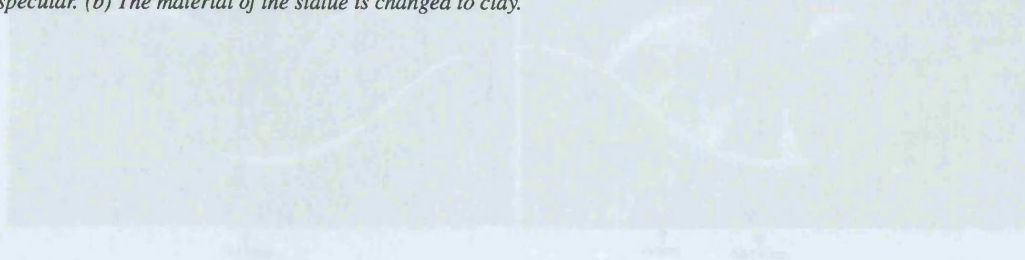 specular. (b) The material of the statue is changed to clay.